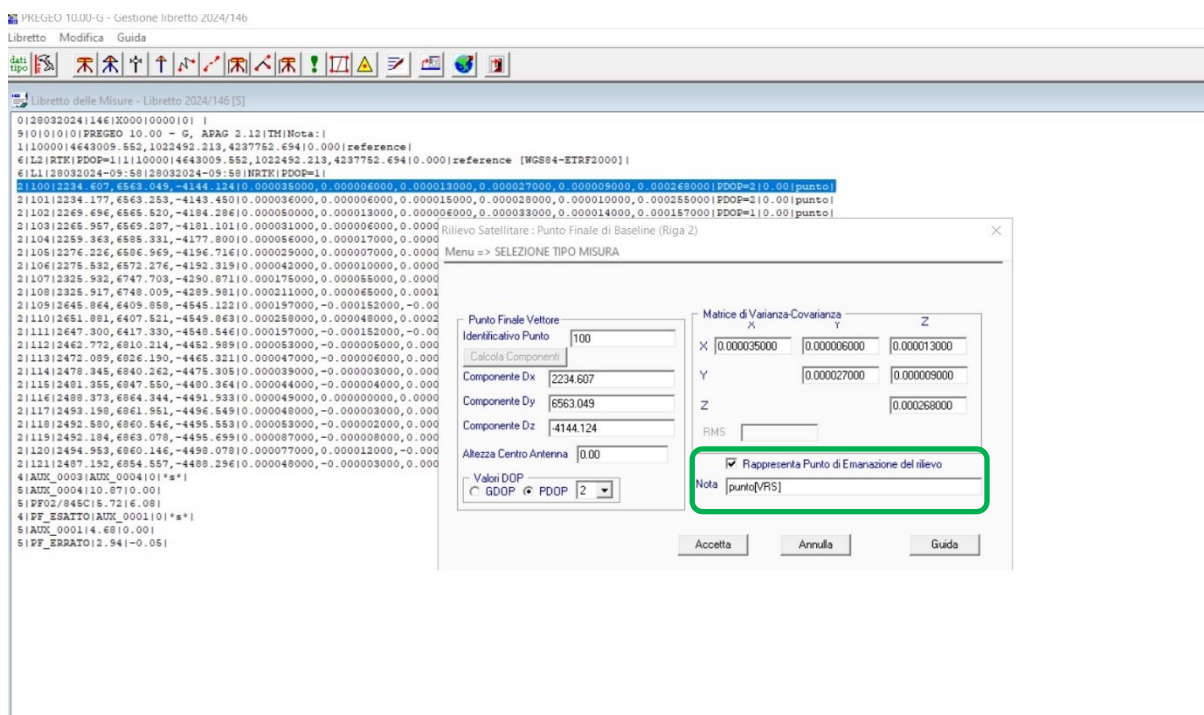 PREGEO 10.00-G - Gestione libretto 2024/146
Libretto Modifica Guida
dati tipo
Libretto delle Misure - Libretto 2024/146 [S]
0|28032024|146|X000|0000|0| |
9|0|0|0|0|PREGEO 10.00 - G, APAG 2.12|TM|Nota:|
1|10000|4643009.552,1022492.213,4237752.694|0.000|reference|
6|L2|RTK|PDOP=1|1|10000|4643009.552,1022492.213,4237752.694|0.000|reference [WGS84-ETRF2000]|
6|L1|28032024-09:58|28032024-09:58|NRTK|PDOP=1|
2|100|2234.607,6563.049,-4144.124|0.000035000,0.000006000,0.000013000,0.000027000,0.000009000,0.000268000|PDOP=2|0.00|punto|
2|101|2234.177,6563.253,-4143.450|0.000036000,0.000006000,0.000015000,0.000028000,0.000010000,0.000255000|PDOP=2|0.00|punto|
2|102|2269.696,6565.520,-4184.286|0.000050000,0.000013000,0.000006000,0.000033000,0.000014000,0.000157000|PDOP=1|0.00|punto|
2|103|2265.957,6569.287,-4181.101|0.000031000,0.000006000,0.0000
2|104|2259.363,6585.331,-4177.800|0.000056000,0.000017000,0.0000
2|105|2276.226,6586.969,-4196.716|0.000029000,0.000007000,0.0000
2|106|2275.532,6572.276,-4192.319|0.000042000,0.000010000,0.0000
2|107|2325.932,6747.703,-4290.871|0.000175000,0.000055000,0.0000
2|108|2325.917,6748.009,-4289.981|0.000211000,0.000065000,0.0001
2|109|2645.864,6409.858,-4545.122|0.000197000,-0.000152000,-0.00
2|110|2651.881,6407.521,-4549.863|0.000258000,0.000048000,0.0002
2|111|2647.300,6417.330,-4548.546|0.000197000,-0.000152000,-0.00
2|112|2462.772,6810.214,-4452.989|0.000053000,-0.000005000,0.000
2|113|2472.089,6826.190,-4465.321|0.000047000,-0.000006000,0.000
2|114|2478.345,6840.262,-4475.305|0.000039000,-0.000003000,0.000
2|115|2481.355,6847.550,-4480.364|0.000044000,-0.000004000,0.000
2|116|2488.373,6864.344,-4491.933|0.000049000,0.000000000,0.0000
2|117|2493.198,6861.951,-4496.549|0.000048000,-0.000003000,0.000
2|118|2492.580,6860.546,-4495.553|0.000053000,-0.000002000,0.000
2|119|2492.184,6863.078,-4495.699|0.000087000,-0.000008000,0.000
2|120|2494.953,6860.146,-4498.078|0.000077000,0.000012000,-0.000
2|121|2487.192,6854.557,-4488.296|0.000048000,-0.000003000,0.000
4|AUX_0003|AUX_0004|0|*s*|
5|AUX_0004|10.87|0.00|
5|PF02/845C|5.72|6.08|
4|PF_ESATTO|AUX_0001|0|*s*|
5|AUX_0001|4.68|0.00|
5|PF_ERRATO|2.94|-0.05|
Rilievo Satellitare : Punto Finale di Baseline (Riga 2)
Menu => SELEZIONE TIPO MISURA
Punto Finale Vettore
Identificativo Punto 100
Calcola Componenti
Componente Dx 2234.607
Componente Dy 6563.049
Componente Dz -4144.124
Altezza Centro Antenna 0.00
Valori DOP
GDOP PDOP 2
Matrice di Varianza-Covarianza
X Y Z
X 0.000035000 0.000006000 0.000013000
Y 0.000027000 0.000009000
Z 0.000268000
RMS
Rappresenta Punto di Emanazione del rilievo
Nota punto[VRS]
Accetta Annulla Guida